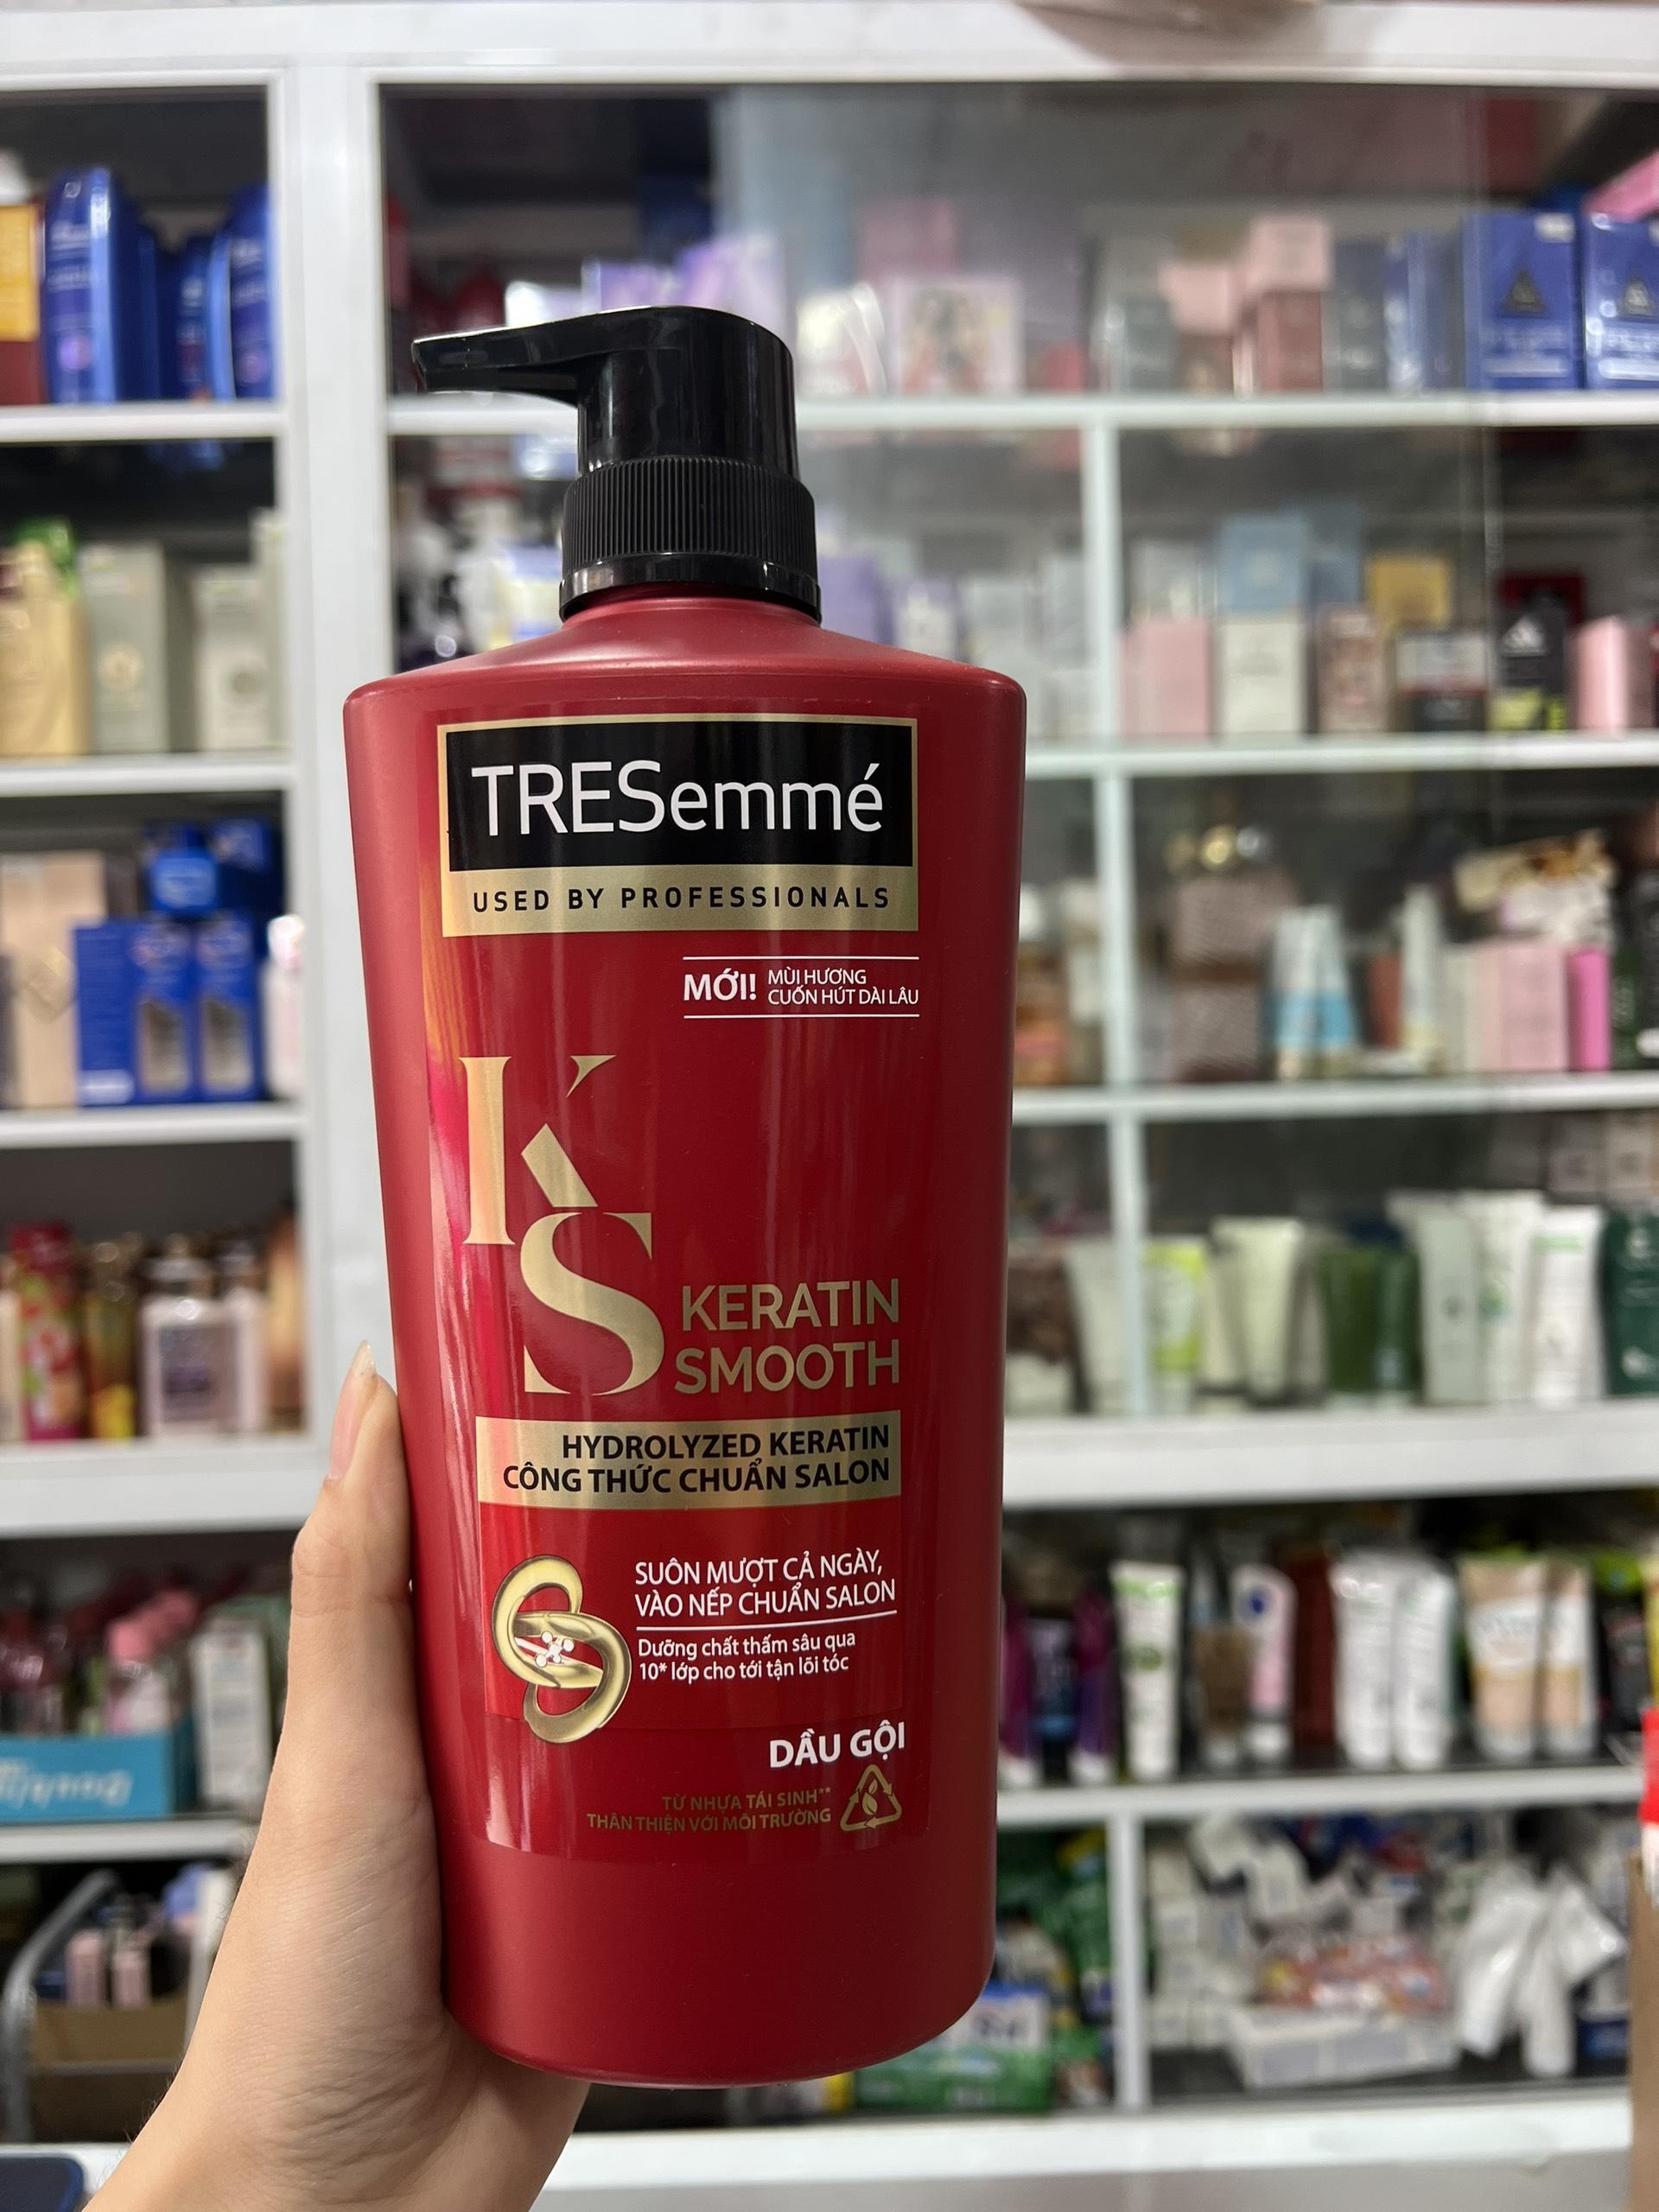 TRESemmé
USED BY PROFESSIONALS
MỚI! MÙI HƯƠNG
CUỐN HÚT DÀI LÂU
KS
KERATIN
SMOOTH
HYDROLYZED KERATIN
CÔNG THỨC CHUẨN SALON
SUÔN MƯỢT CẢ NGÀY,
VÀO NẾP CHUẨN SALON
Dưỡng chất thấm sâu qua
10* lớp cho tới tận lõi tóc
DẦU GỘI
TỪ NHỰA TÁI SINH**
THÂN THIỆN VỚI MÔI TRƯỜNG